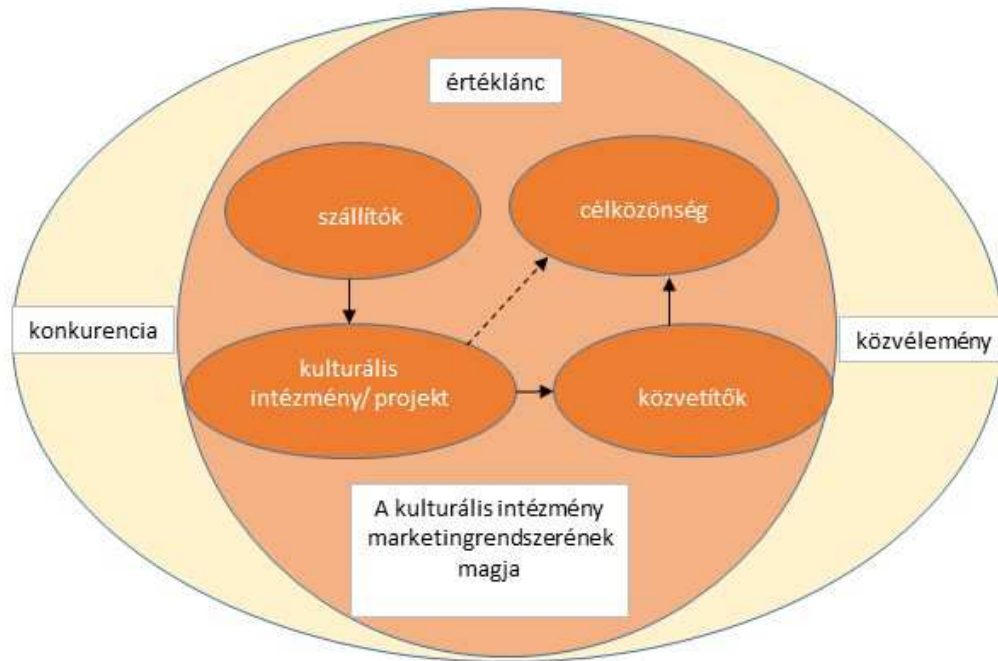 értéklánc
szállítók
célközönség
konkurencia
közvélemény
kulturális
intézmény/ projekt
közvetítők
A kulturális intézmény
marketingrendszerének
magja